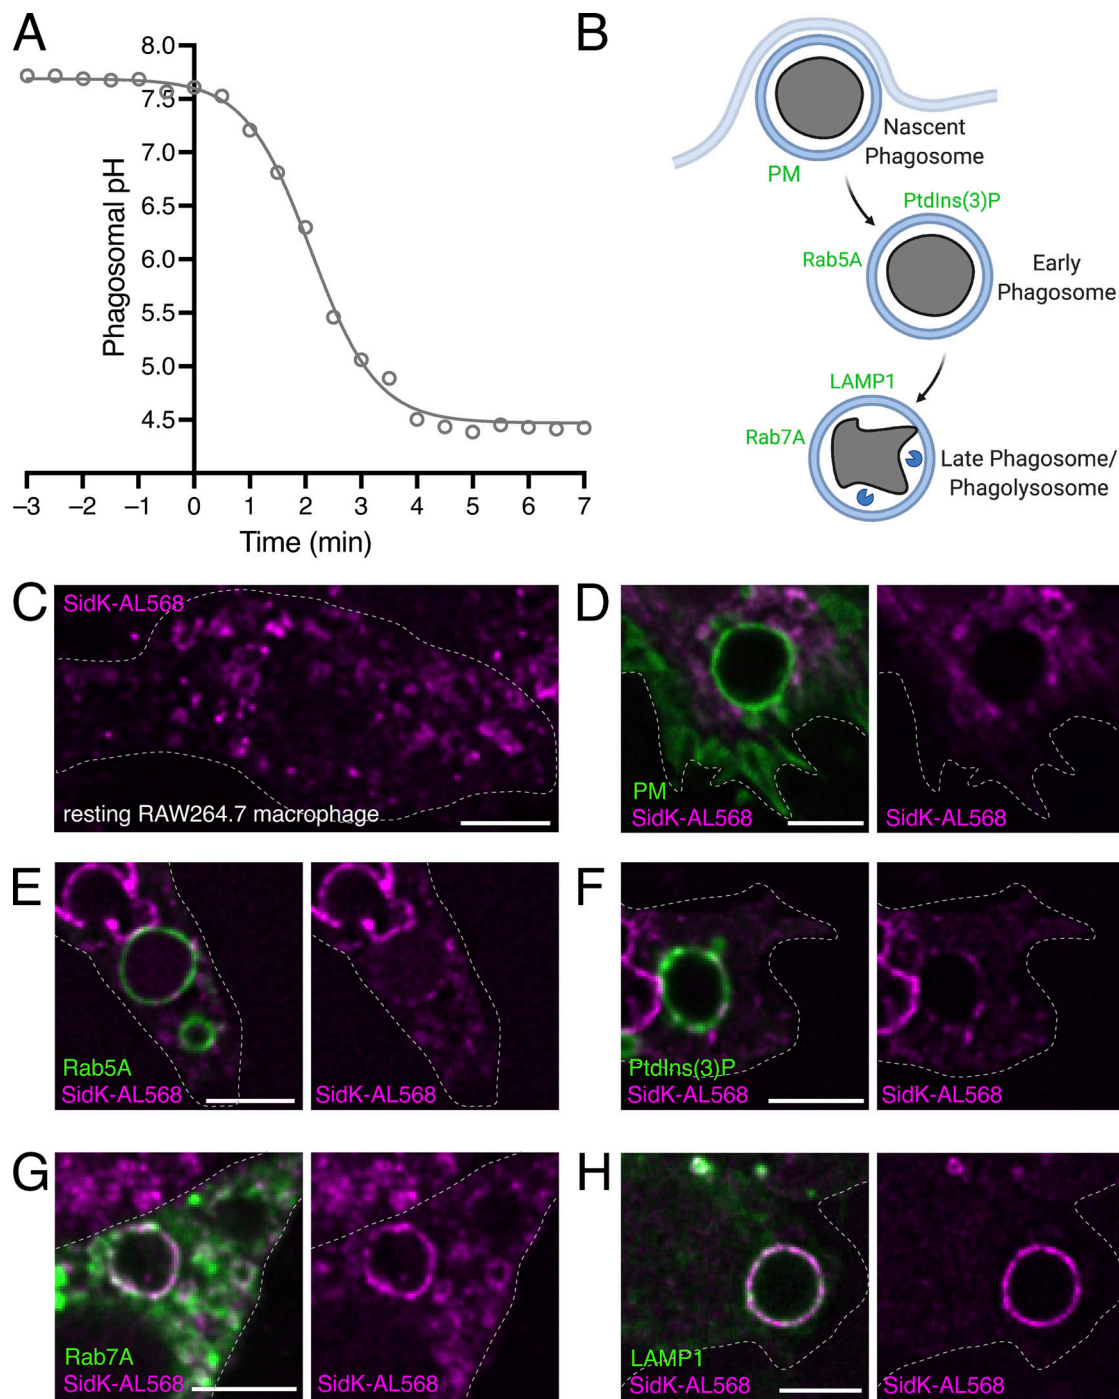 A
8.0
7.5
7.0
6.5
6.0
5.5
5.0
4.5
Phagosomal pH
−3 −2 −1 0 1 2 3 4 5 6 7
Time (min)
B
Nascent
Phagosome
PM
PtdIns(3)P
Rab5A
Early
Phagosome
LAMP1
Rab7A
Late Phagosome/
Phagolysosome
C
SidK-AL568
resting RAW264.7 macrophage
D
PM
SidK-AL568
SidK-AL568
E
Rab5A
SidK-AL568
SidK-AL568
F
PtdIns(3)P
SidK-AL568
SidK-AL568
G
Rab7A
SidK-AL568
SidK-AL568
H
LAMP1
SidK-AL568
SidK-AL568